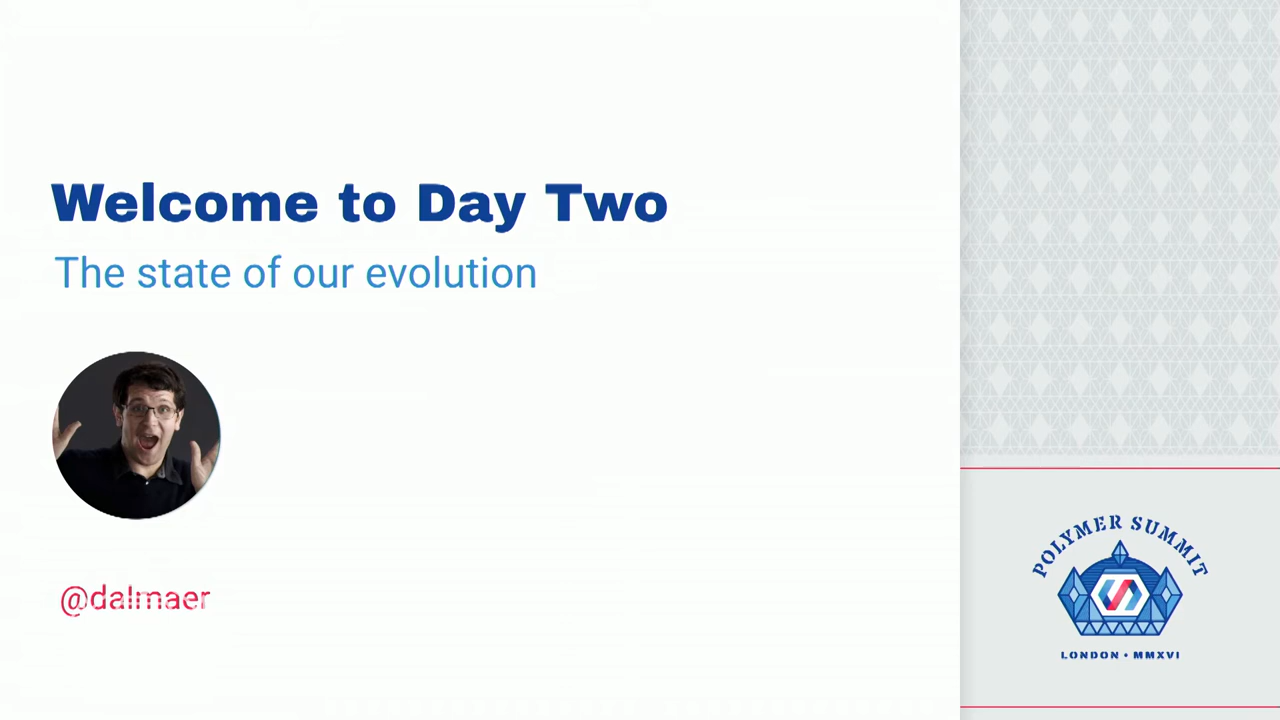 Welcome to Day Two
The state of our evolution
@dalmaer
POLYMER SUMMIT
LONDON • MMXVI